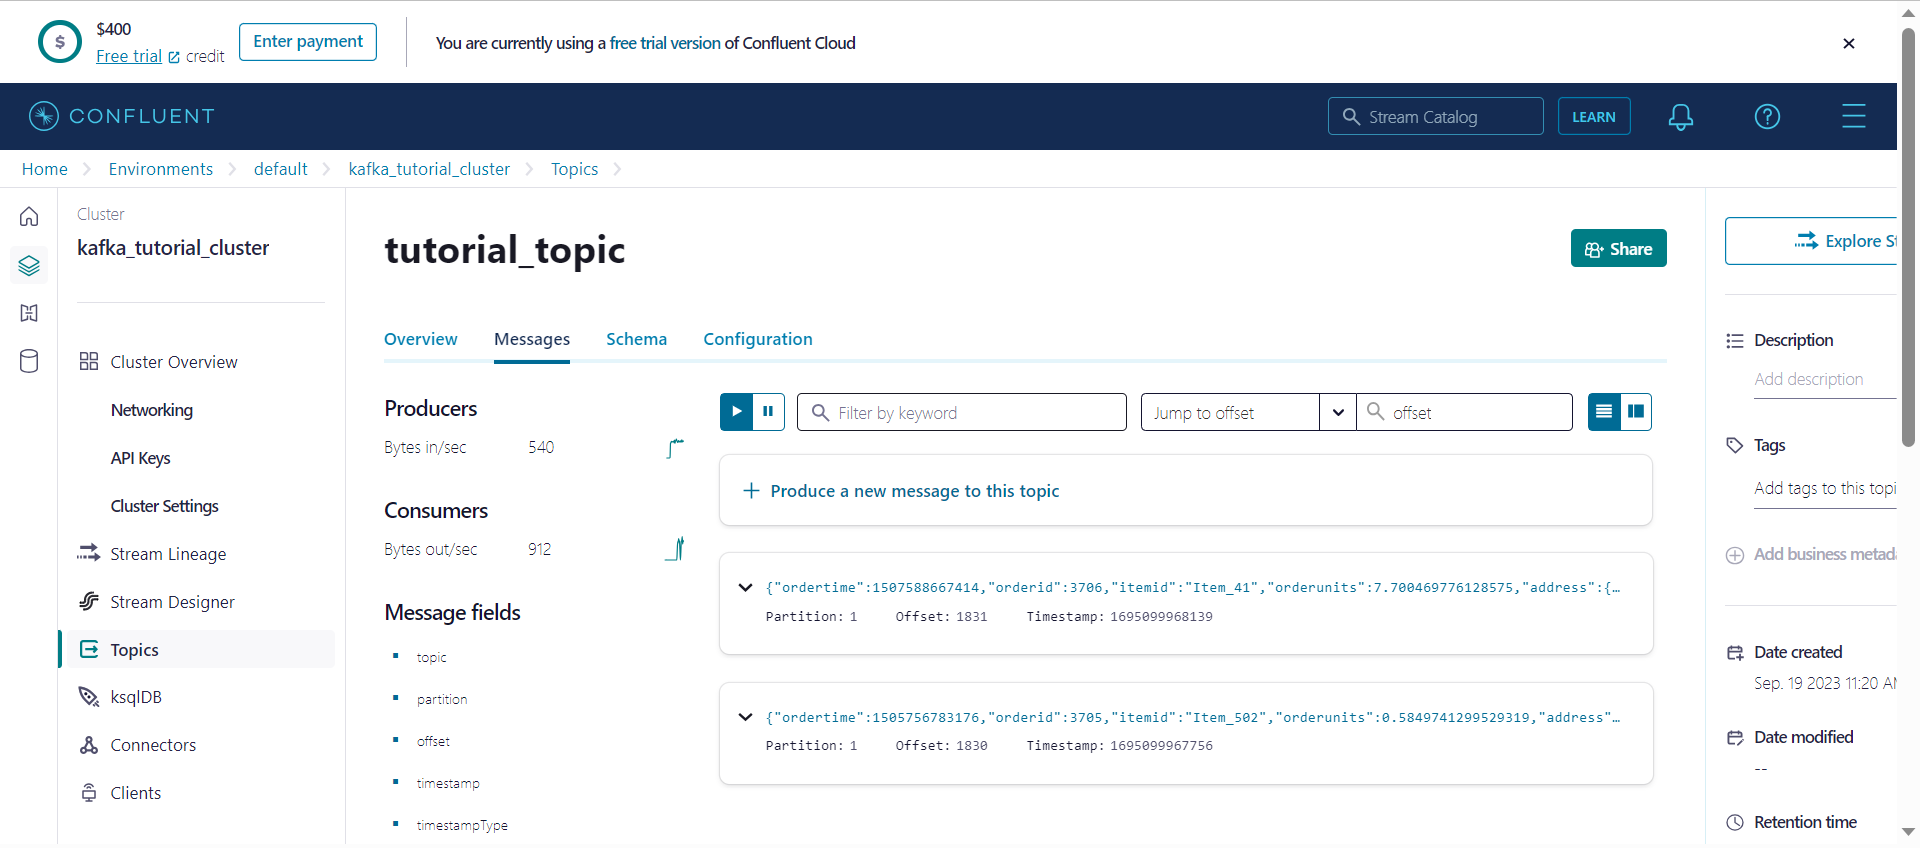 $400
Free trial credit
Enter payment
You are currently using a free trial version of Confluent Cloud
CONFLUENT
Stream Catalog
LEARN
Home
Environments
default
kafka_tutorial_cluster
Topics
Cluster
kafka_tutorial_cluster
Cluster Overview
Networking
API Keys
Cluster Settings
Stream Lineage
Stream Designer
Topics
ksqlDB
Connectors
Clients
tutorial_topic
Share
Overview
Messages
Schema
Configuration
Producers
Bytes in/sec 540
Consumers
Bytes out/sec 912
Message fields
topic
partition
offset
timestamp
timestampType
Filter by keyword
Jump to offset
offset
Produce a new message to this topic
{"ordertime":1507588667414,"orderid":3706,"itemid":"Item_41","orderunits":7.700469776128575,"address":{…
Partition: 1 Offset: 1831 Timestamp: 1695099968139
{"ordertime":1505756783176,"orderid":3705,"itemid":"Item_502","orderunits":0.5849741299529319,"address"…
Partition: 1 Offset: 1830 Timestamp: 1695099967756
Explore St
Description
Add description
Tags
Add tags to this topi
Add business metada
Date created
Sep. 19 2023 11:20 AM
Date modified
--
Retention time